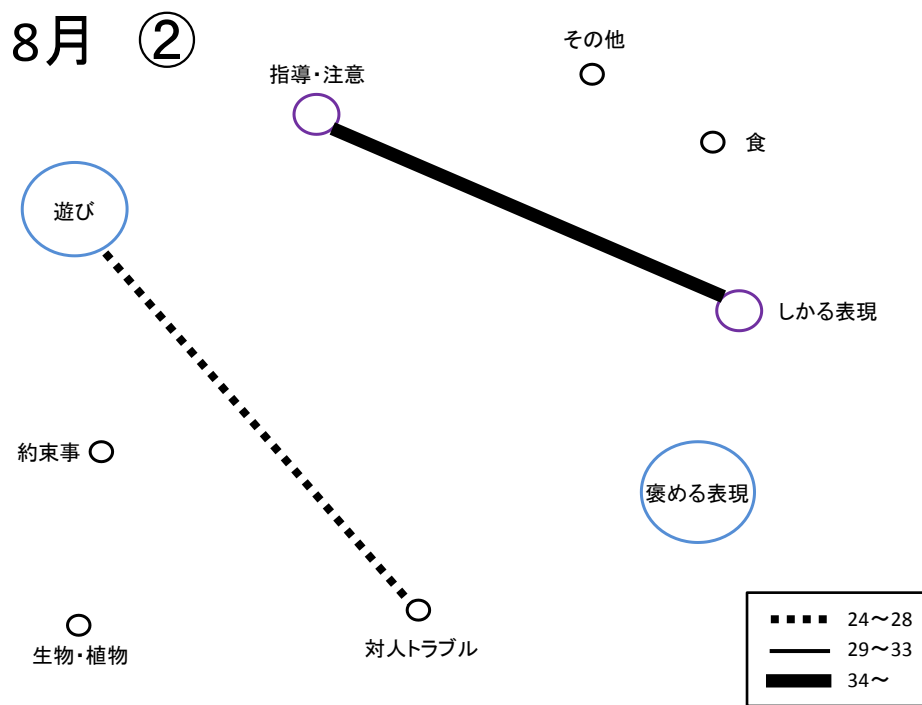 8月 ②
その他
指導・注意
食
遊び
しかる表現
約束事
褒める表現
生物・植物
対人トラブル
24～28
29～33
34～